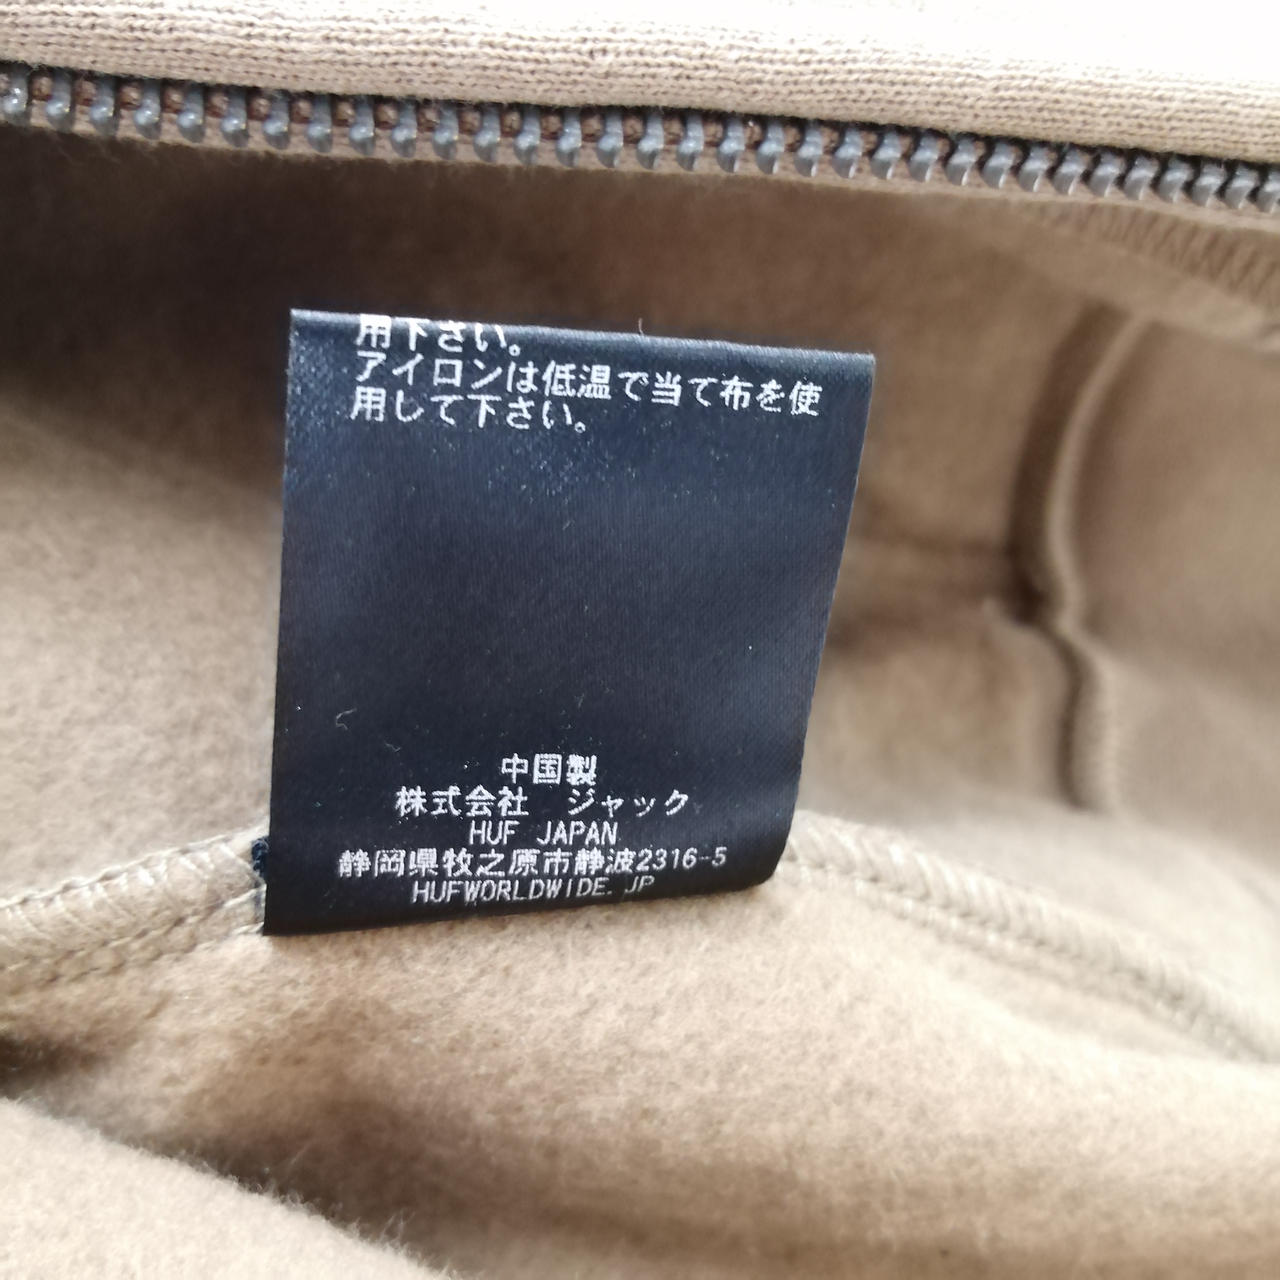 用下さい。
アイロンは低温で当て布を使
用して下さい。
中国製
株式会社　ジャック
HUF JAPAN
静岡県牧之原市静波2316-5
HUFWORLDWIDE.JP